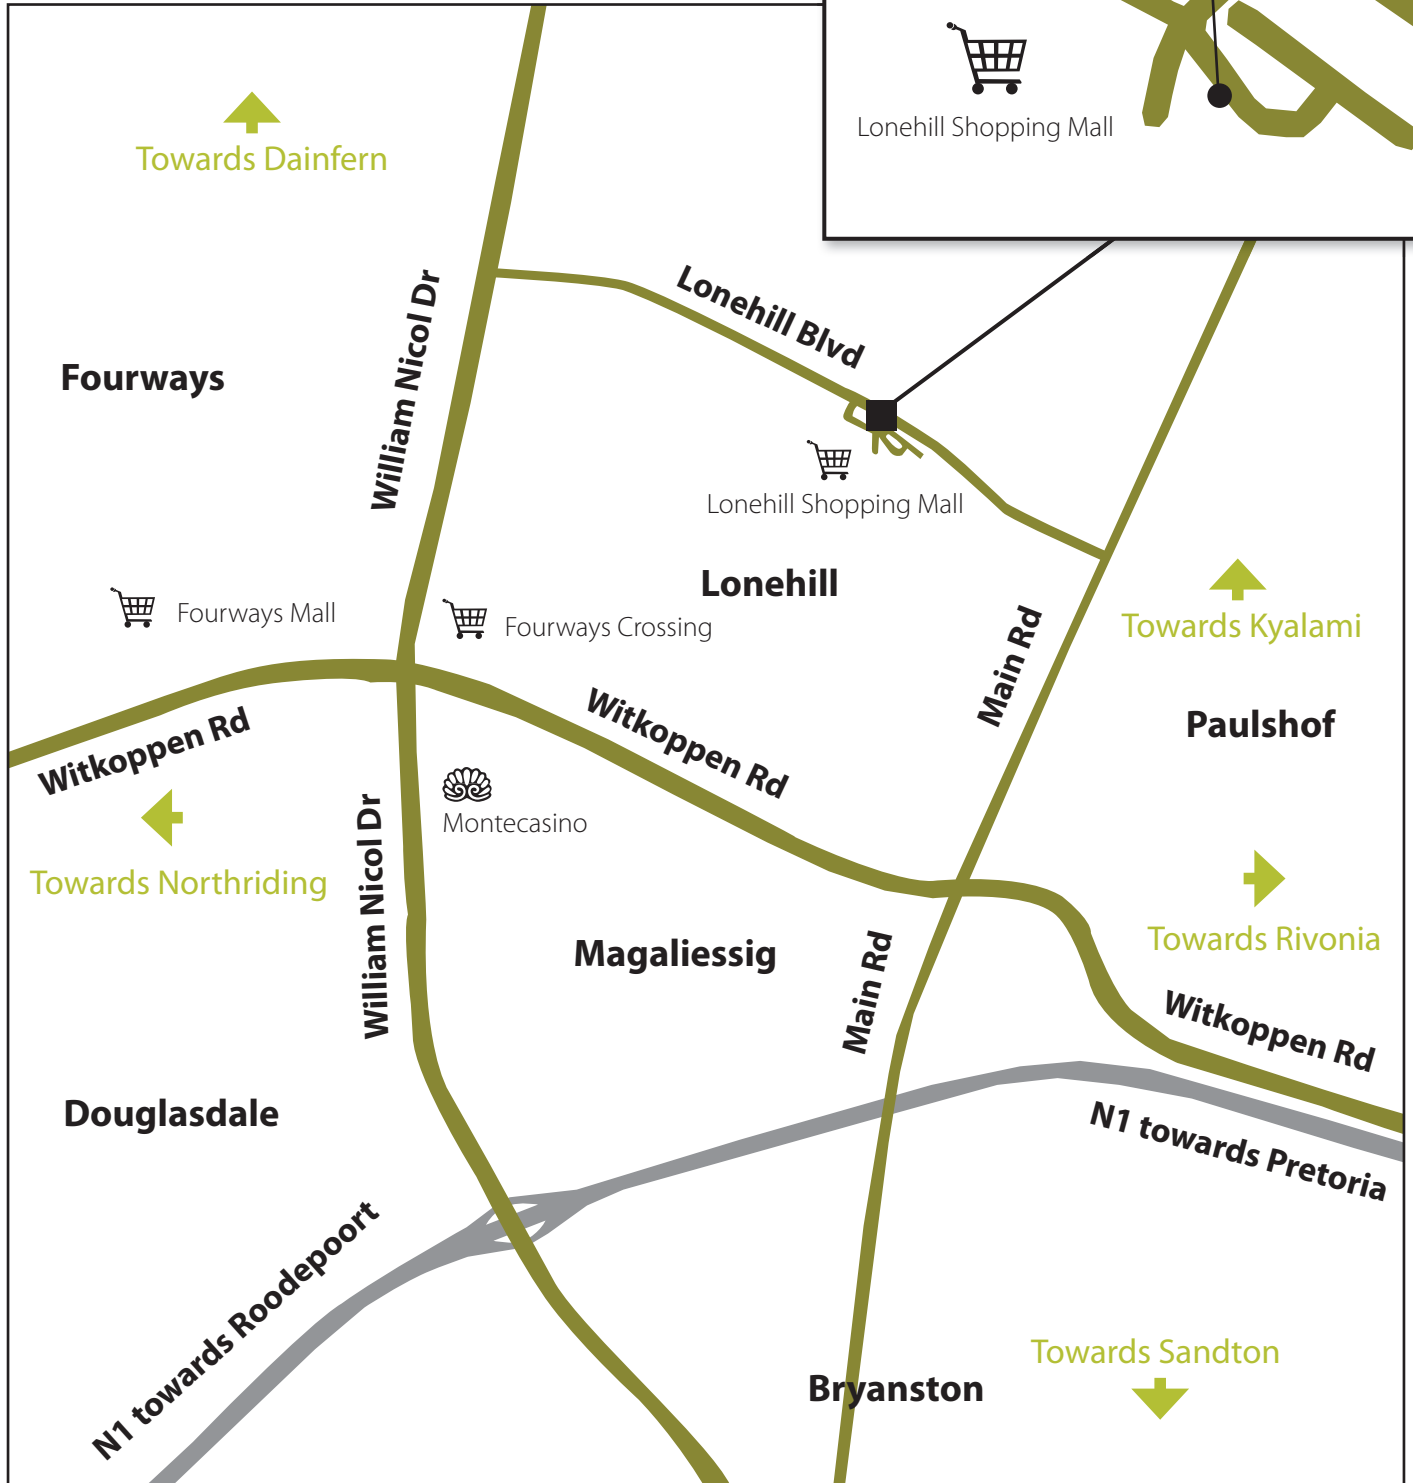 Lonehill Shopping Mall
Towards Dainfern
Lonehill Blvd
William Nicol Dr
Fourways
Lonehill Shopping Mall
Lonehill
Fourways Mall
Fourways Crossing
Towards Kyalami
Main Rd
Witkoppen Rd
Witkoppen Rd
Paulshof
Montecasino
William Nicol Dr
Towards Northriding
Towards Rivonia
Magaliessig
Main Rd
Witkoppen Rd
Douglasdale
N1 towards Pretoria
N1 towards Roodepoort
Towards Sandton
Bryanston